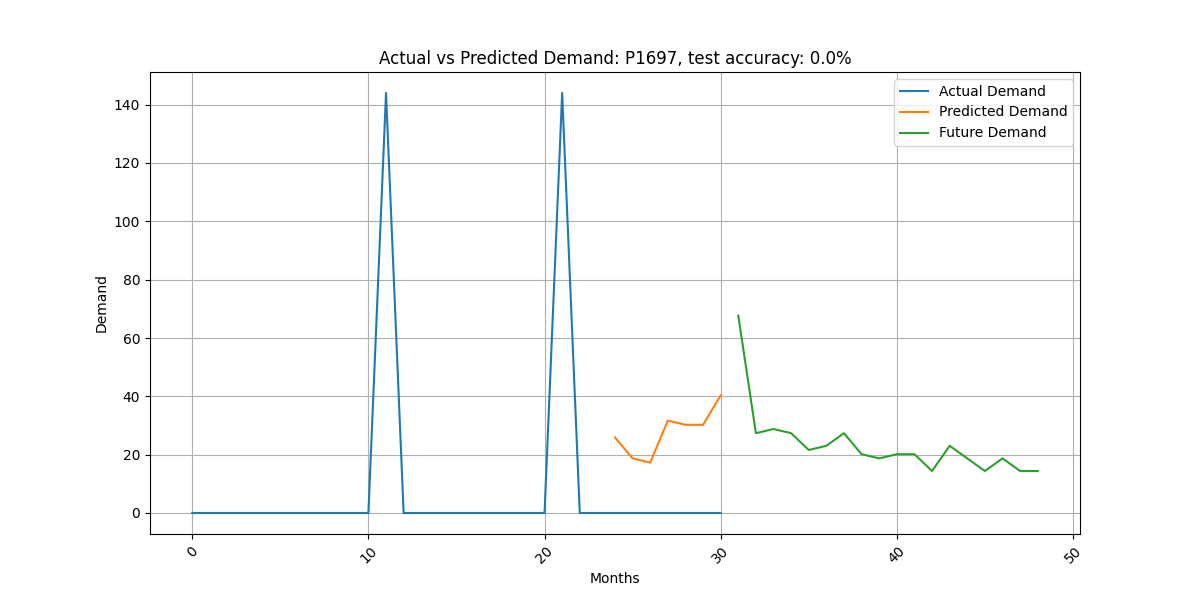 Actual vs Predicted Demand: P1697, test accuracy: 0.0%
Actual Demand
Predicted Demand
Future Demand
140
120
100
80
60
40
20
0
Demand
0
10
20
30
40
50
Months